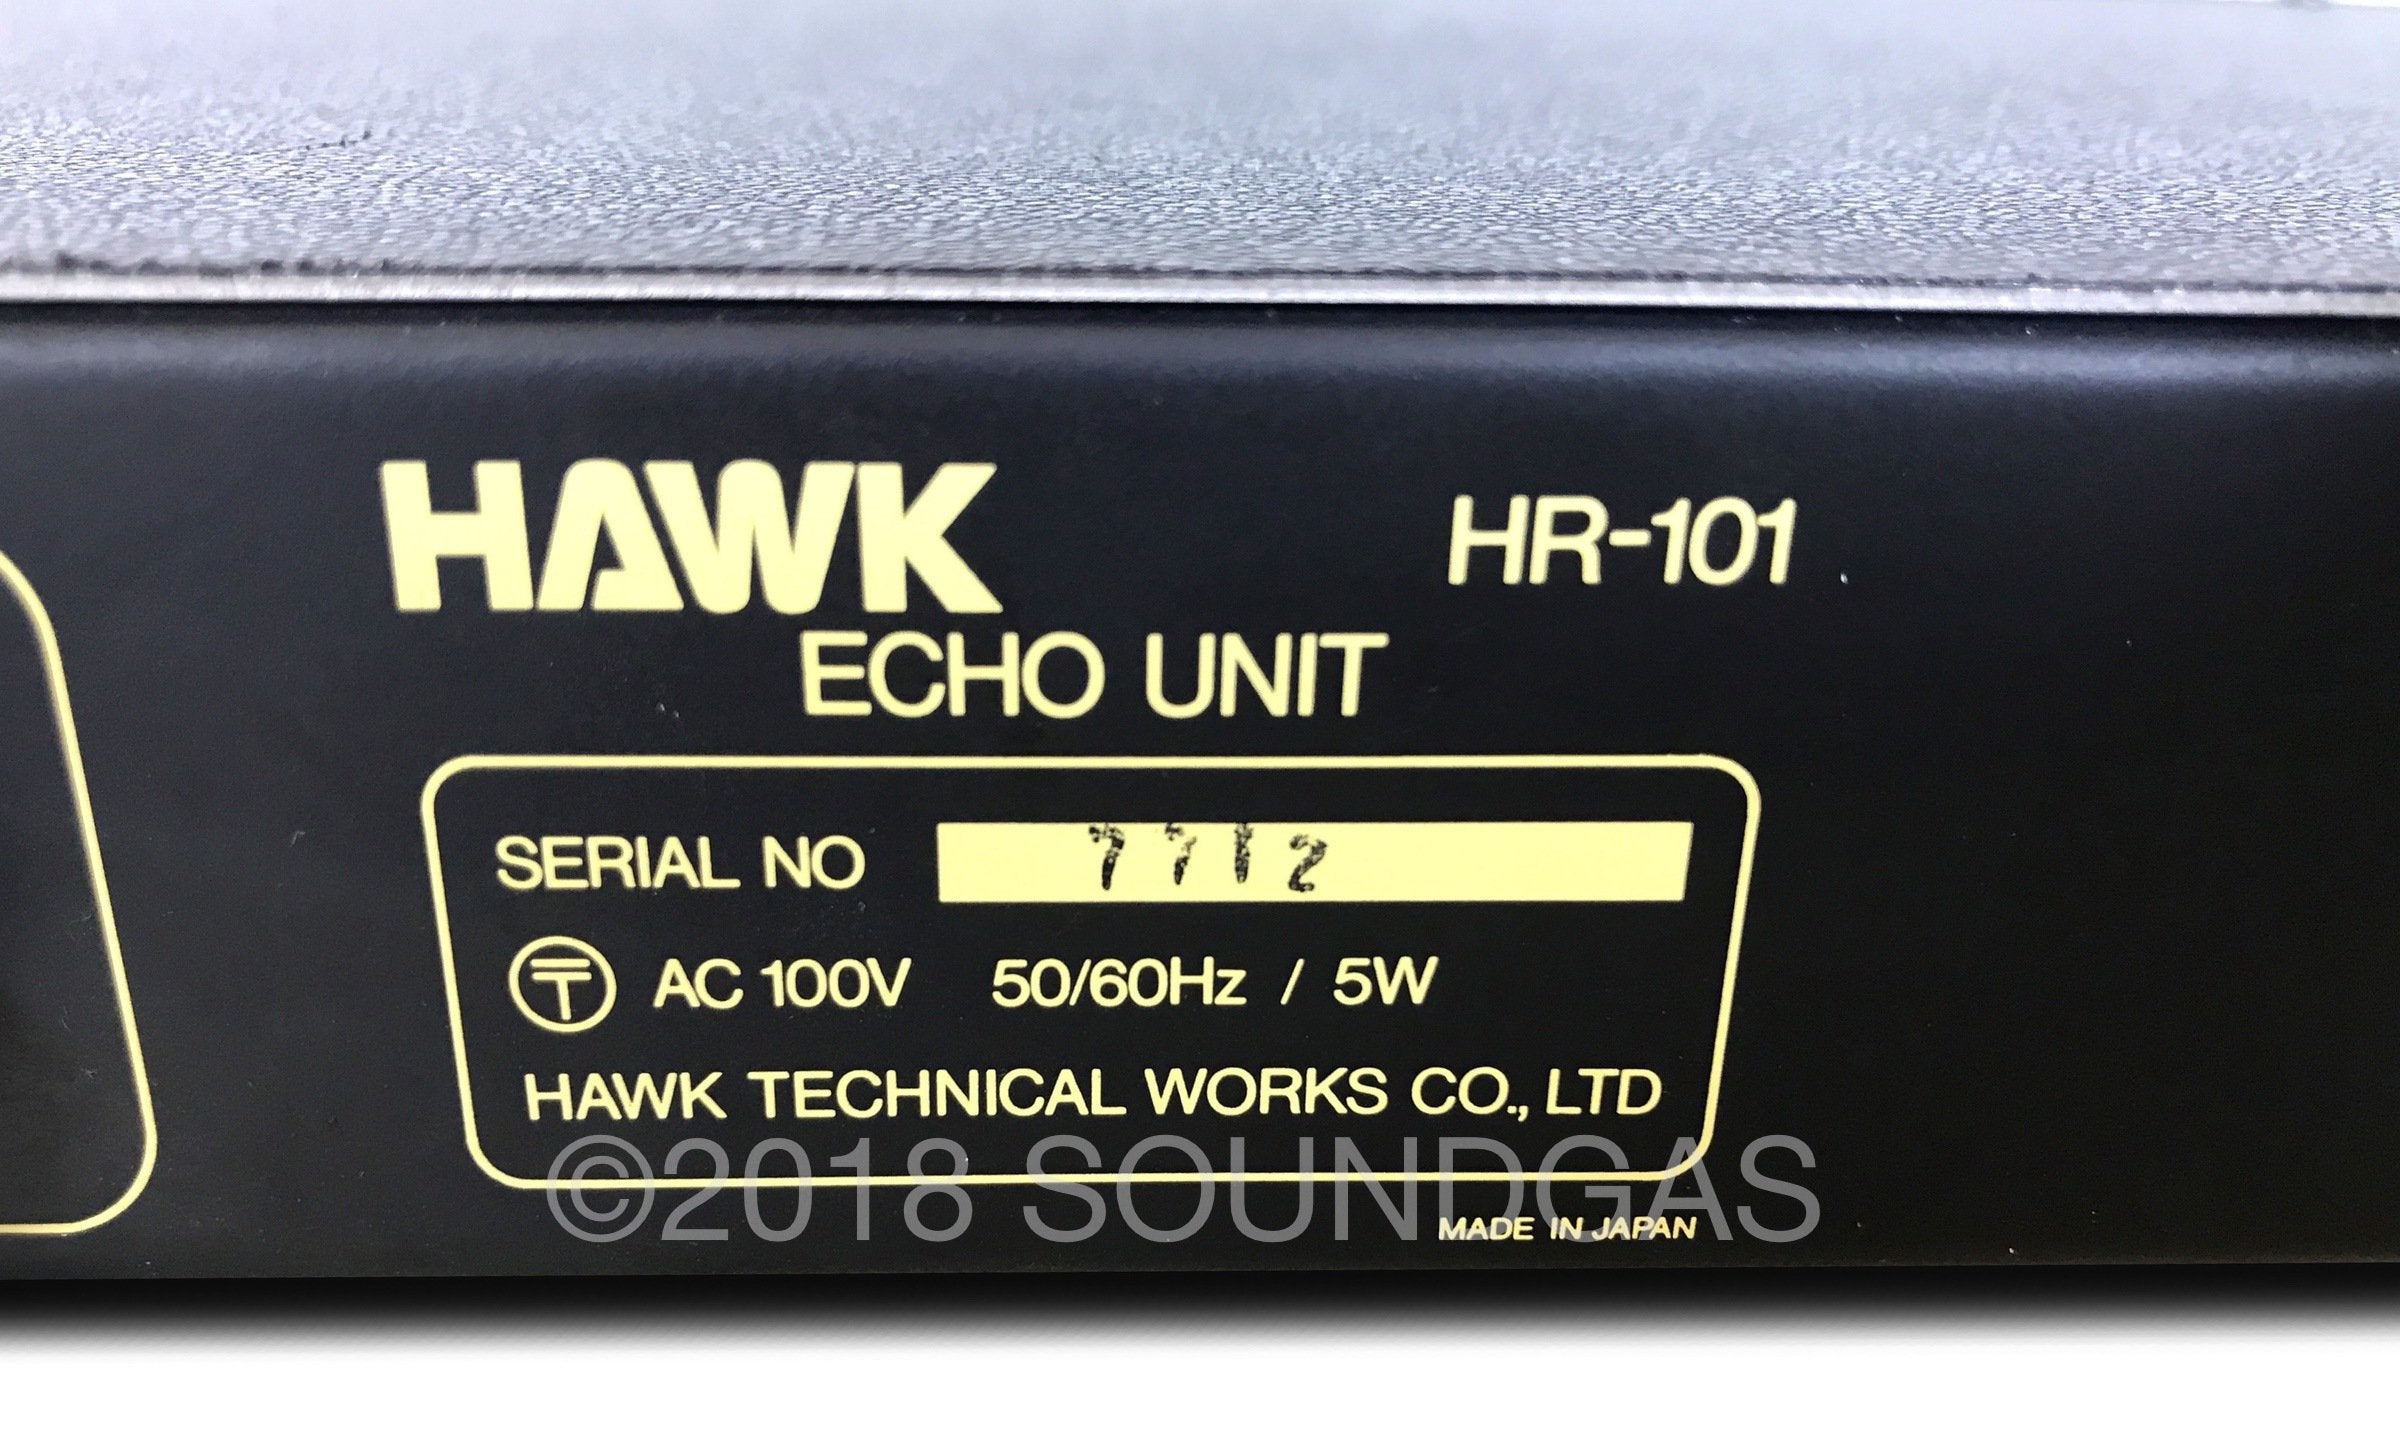 HAWK HR-101
ECHO UNIT
SERIAL NO 7712
〒 AC 100V 50/60Hz / 5W
HAWK TECHNICAL WORKS CO., LTD
©2018 SOUNDGAS
MADE IN JAPAN